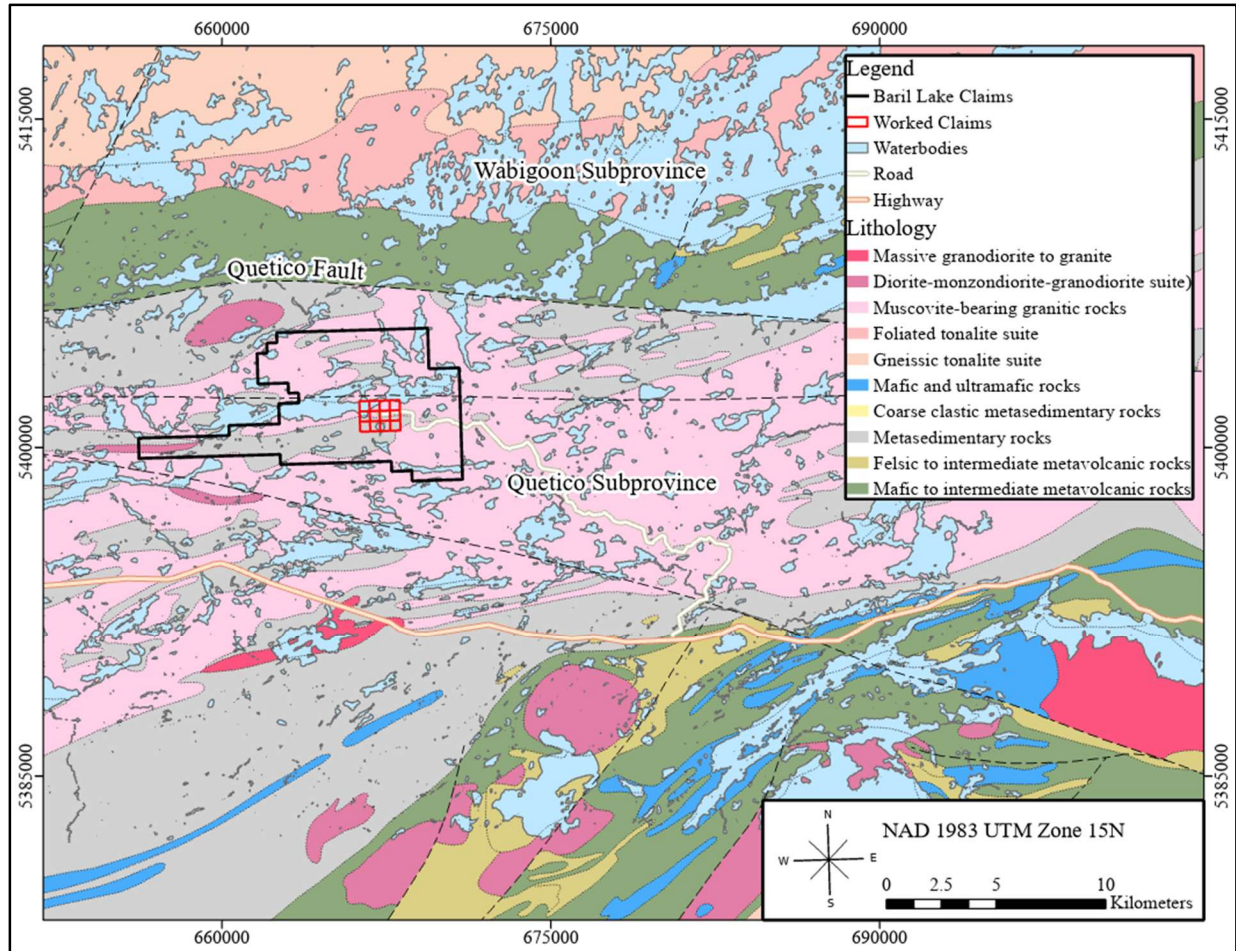 660000 675000 690000
5415000 5415000
Legend
Baril Lake Claims
Worked Claims
Waterbodies
Road
Highway
Lithology
Massive granodiorite to granite
Diorite-monzondiorite-granodiorite suite)
Muscovite-bearing granitic rocks
Foliated tonalite suite
Gneissic tonalite suite
Mafic and ultramafic rocks
Coarse clastic metasedimentary rocks
Metasedimentary rocks
Felsic to intermediate metavolcanic rocks
Mafic to intermediate metavolcanic rocks
Wabigoon Subprovince
Quetico Fault
5400000 5400000
Quetico Subprovince
5385000 5385000
N
W E
S
NAD 1983 UTM Zone 15N
0 2.5 5 10
Kilometers
660000 675000 690000